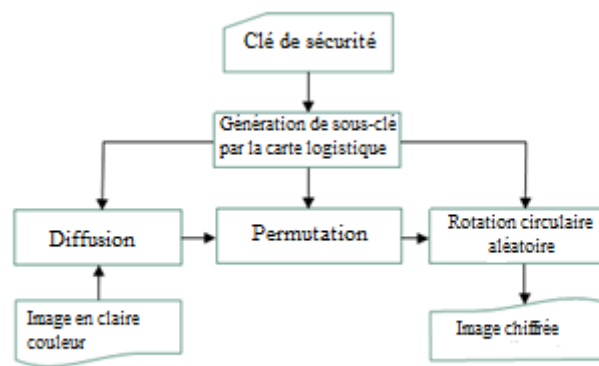 Clé de sécurité
Génération de sous-clé
par la carte logistique
Diffusion
Permutation
Rotation circulaire
aléatoire
Image en claire
couleur
Image chiffrée